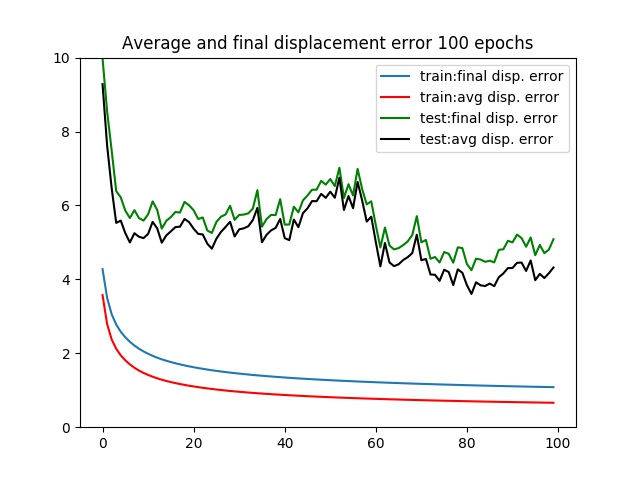 Average and final displacement error 100 epochs
train:final disp. error
train:avg disp. error
test:final disp. error
test:avg disp. error
10
8
6
4
2
0
0 20 40 60 80 100